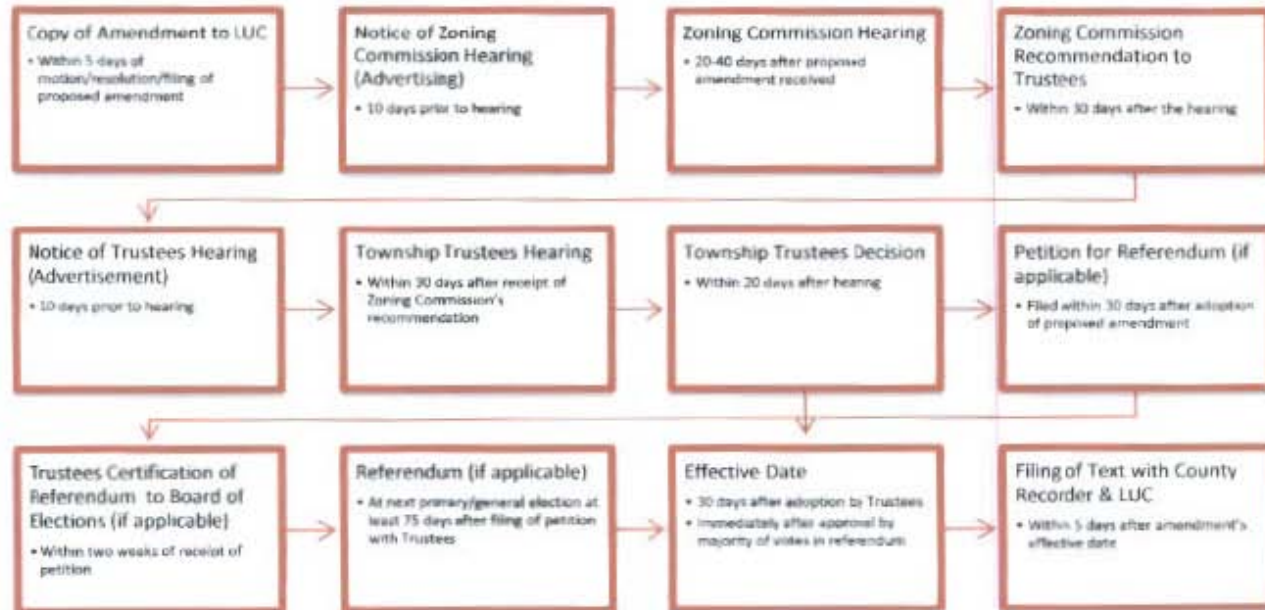 Copy of Amendment to LUC
• Within 5 days of
motion/resolution/filing of
proposed amendment
Notice of Zoning
Commission Hearing
(Advertising)
• 10 days prior to hearing
Zoning Commission Hearing
• 20-40 days after proposed
amendment received
Zoning Commission
Recommendation to
Trustees
• Within 30 days after the hearing
Notice of Trustees Hearing
(Advertisement)
• 10 days prior to hearing
Township Trustees Hearing
• Within 30 days after receipt of
Zoning Commission's
recommendation
Township Trustees Decision
• Within 20 days after hearing
Petition for Referendum (if
applicable)
• Filed within 30 days after adoption
of proposed amendment
Trustees Certification of
Referendum to Board of
Elections (if applicable)
• Within two weeks of receipt of
petition
Referendum (if applicable)
• At next primary/general election at
least 75 days after filing of petition
with Trustees
Effective Date
• 30 days after adoption by Trustees
• Immediately after approval by
majority of votes in referendum
Filing of Text with County
Recorder & LUC
• Within 5 days after amendment's
effective date